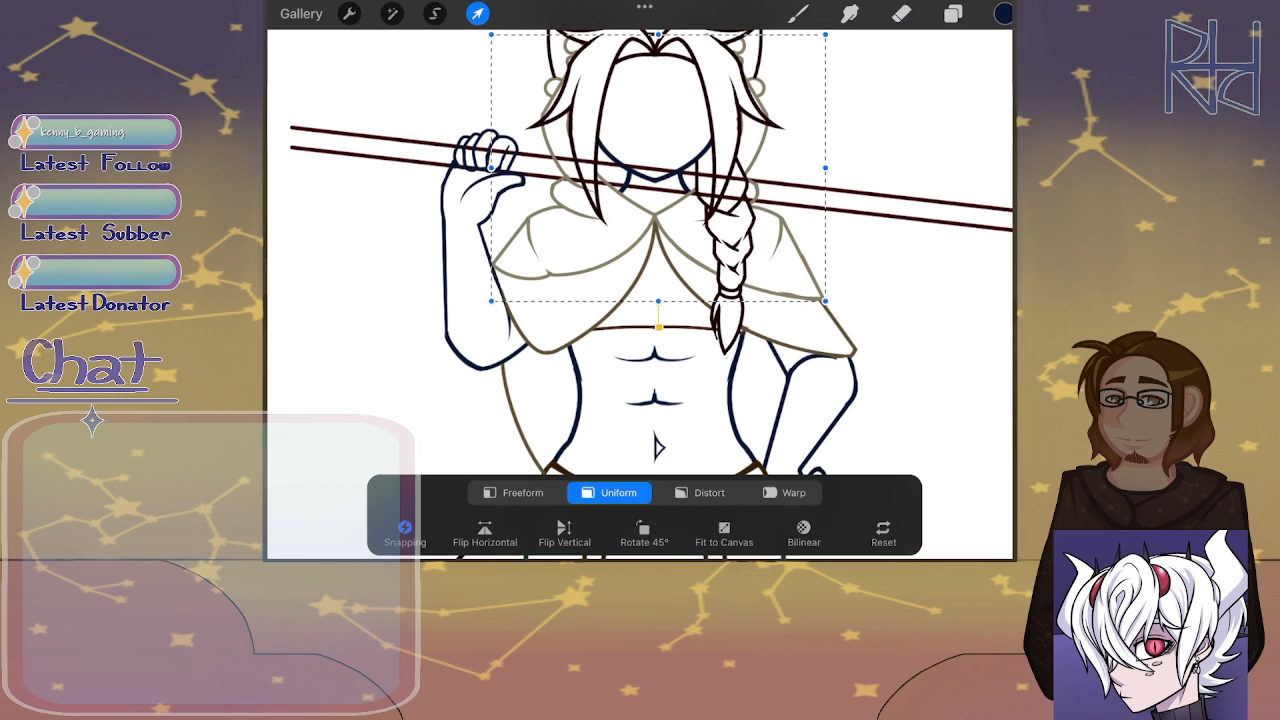 Gallery
kenny_b_gaming
Latest Follow
Latest Subber
Latest Donator
Chat
Freeform
Uniform
Distort
Warp
Snapping
Flip Horizontal
Flip Vertical
Rotate 45°
Fit to Canvas
Bilinear
Reset